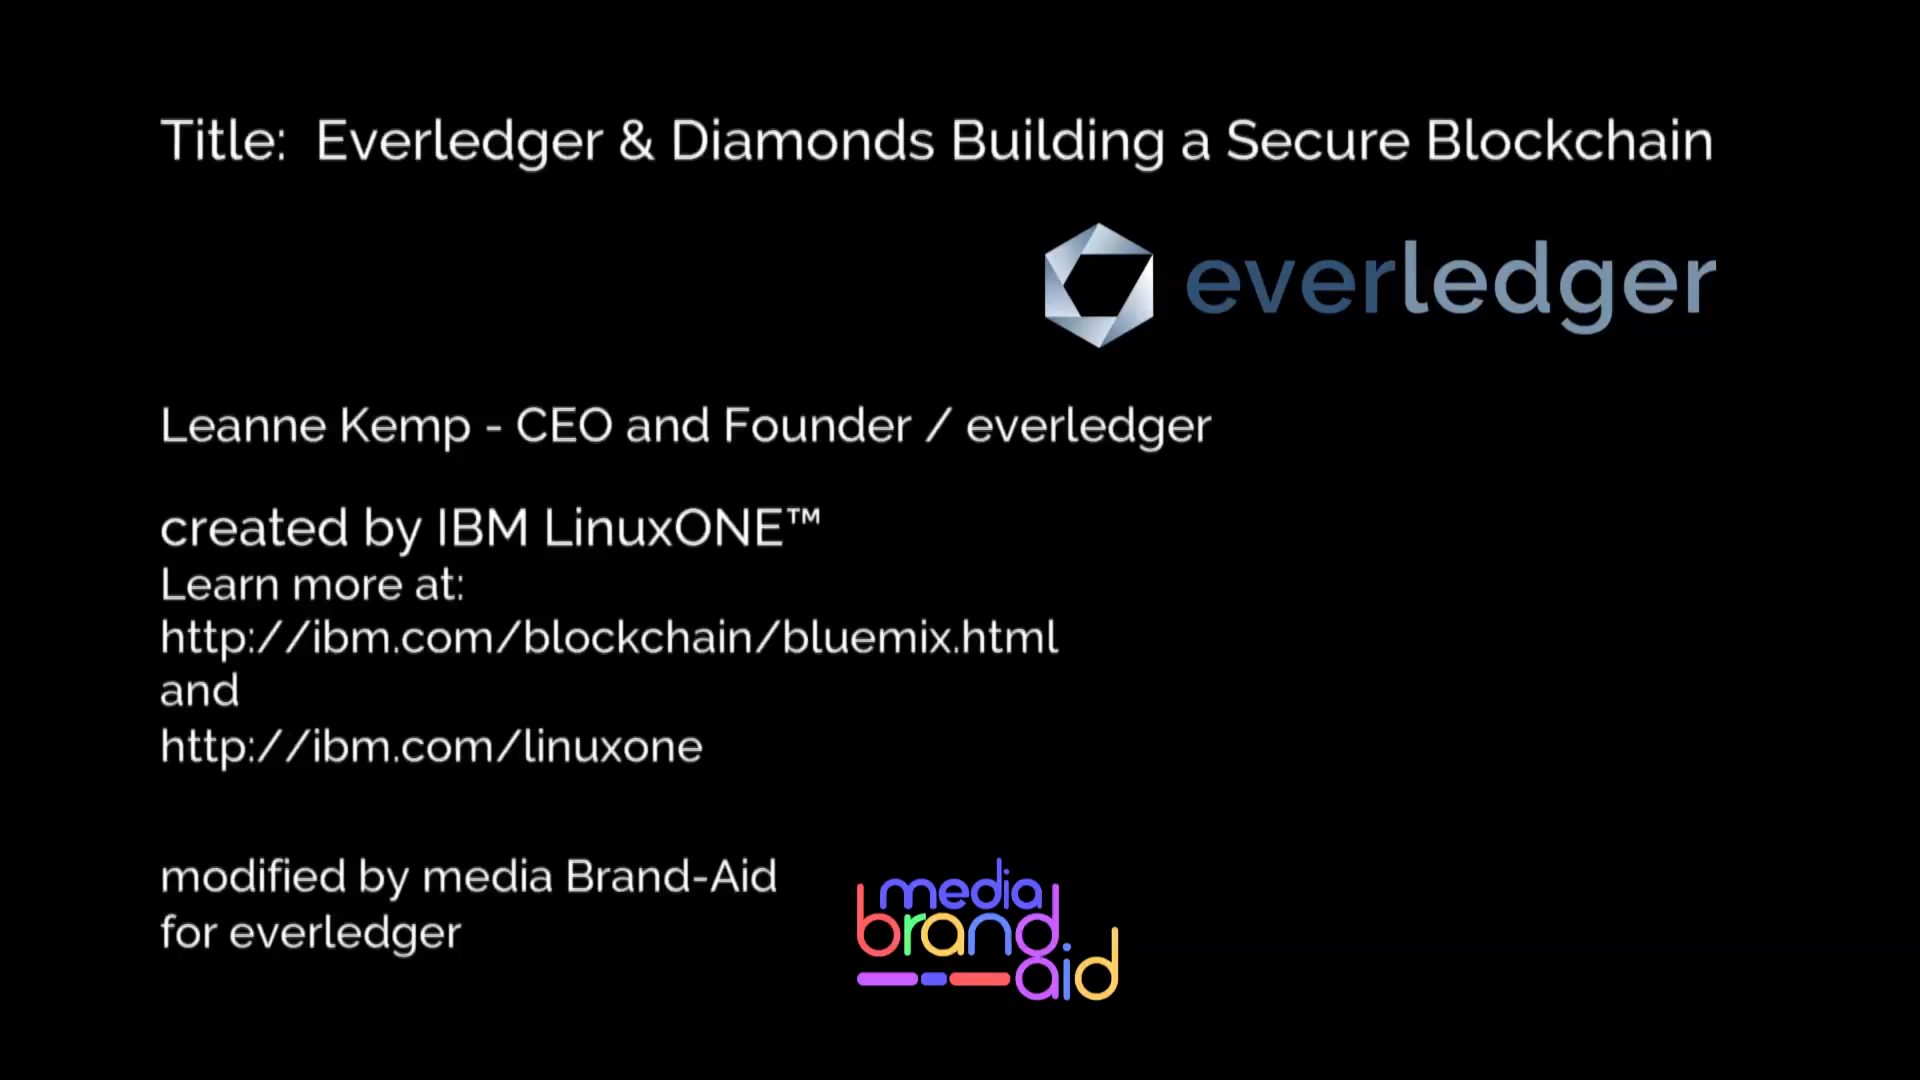 Title: Everledger & Diamonds Building a Secure Blockchain
everledger
Leanne Kemp - CEO and Founder / everledger
created by IBM LinuxONE™
Learn more at:
http://ibm.com/blockchain/bluemix.html
and
http://ibm.com/linuxone
modified by media Brand-Aid
for everledger
media
brand
aid